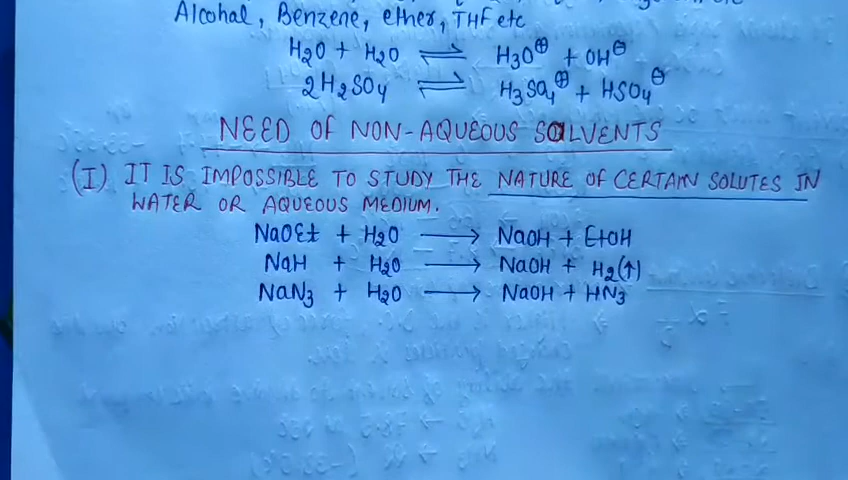 Alcohal, Benzene, ether, THF etc
H₂O + H₂O ⇌ H₃O⊕ + OH⊖
2H₂SO₄ ⇌ H₃SO₄⊕ + HSO₄⊖
NEED OF NON-AQUEOUS SOLVENTS
(I) IT IS IMPOSSIBLE TO STUDY THE NATURE OF CERTAIN SOLUTES IN
WATER OR AQUEOUS MEDIUM.
NaOEt + H₂O ⟶ NaOH + EtOH
NaH + H₂O ⟶ NaOH + H₂(↑)
NaN₃ + H₂O ⟶ NaOH + HN₃